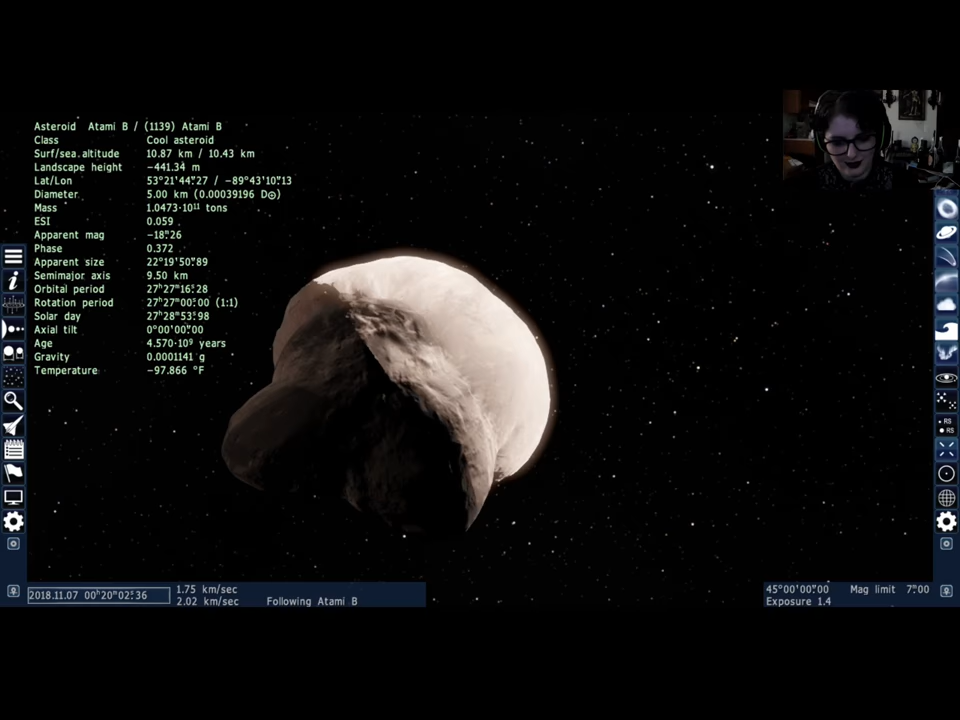 Asteroid Atami B / (1139) Atami B
Class Cool asteroid
Surf/sea.altitude 10.87 km / 10.43 km
Landscape height -441.34 m
Lat/Lon 53°21'44".27 / -89°43'10".13
Diameter 5.00 km (0.00039196 D⊕)
Mass 1.0473·10¹¹ tons
ESI 0.059
Apparent mag -18ᵐ.26
Phase 0.372
Apparent size 22°19'50".89
Semimajor axis 9.50 km
Orbital period 27ʰ27ᵐ16ˢ.28
Rotation period 27ʰ27ᵐ00ˢ.00 (1:1)
Solar day 27ʰ28ᵐ53ˢ.98
Axial tilt 0°00'00".00
Age 4.570·10⁹ years
Gravity 0.0001141 g
Temperature -97.866 °F
RS
RS
2018.11.07 00ʰ20ᵐ02ˢ.36
1.75 km/sec
2.02 km/sec Following Atami B
45°00'00".00 Mag limit 7ᵐ.00
Exposure 1.4